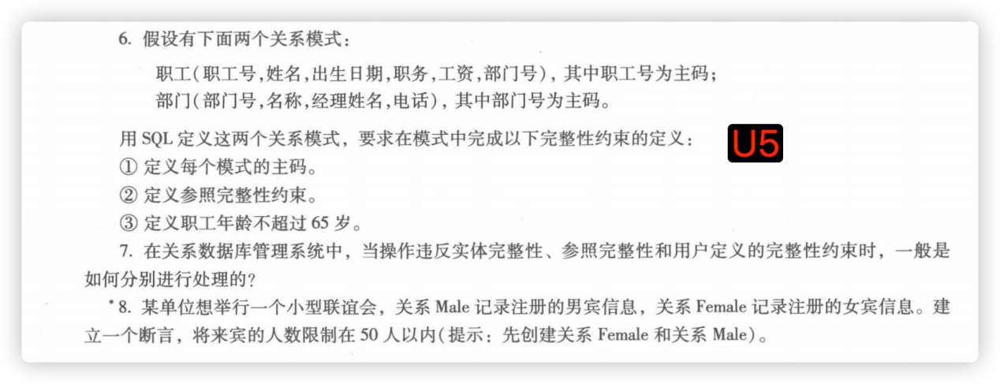 6. 假设有下面两个关系模式：
职工(职工号,姓名,出生日期,职务,工资,部门号)，其中职工号为主码；
部门(部门号,名称,经理姓名,电话)，其中部门号为主码。
用 SQL 定义这两个关系模式，要求在模式中完成以下完整性约束的定义：
U5
① 定义每个模式的主码。
② 定义参照完整性约束。
③ 定义职工年龄不超过 65 岁。
7. 在关系数据库管理系统中，当操作违反实体完整性、参照完整性和用户定义的完整性约束时，一般是
如何分别进行处理的?
*8. 某单位想举行一个小型联谊会，关系 Male 记录注册的男宾信息，关系 Female 记录注册的女宾信息。建
立一个断言，将来宾的人数限制在 50 人以内(提示：先创建关系 Female 和关系 Male)。